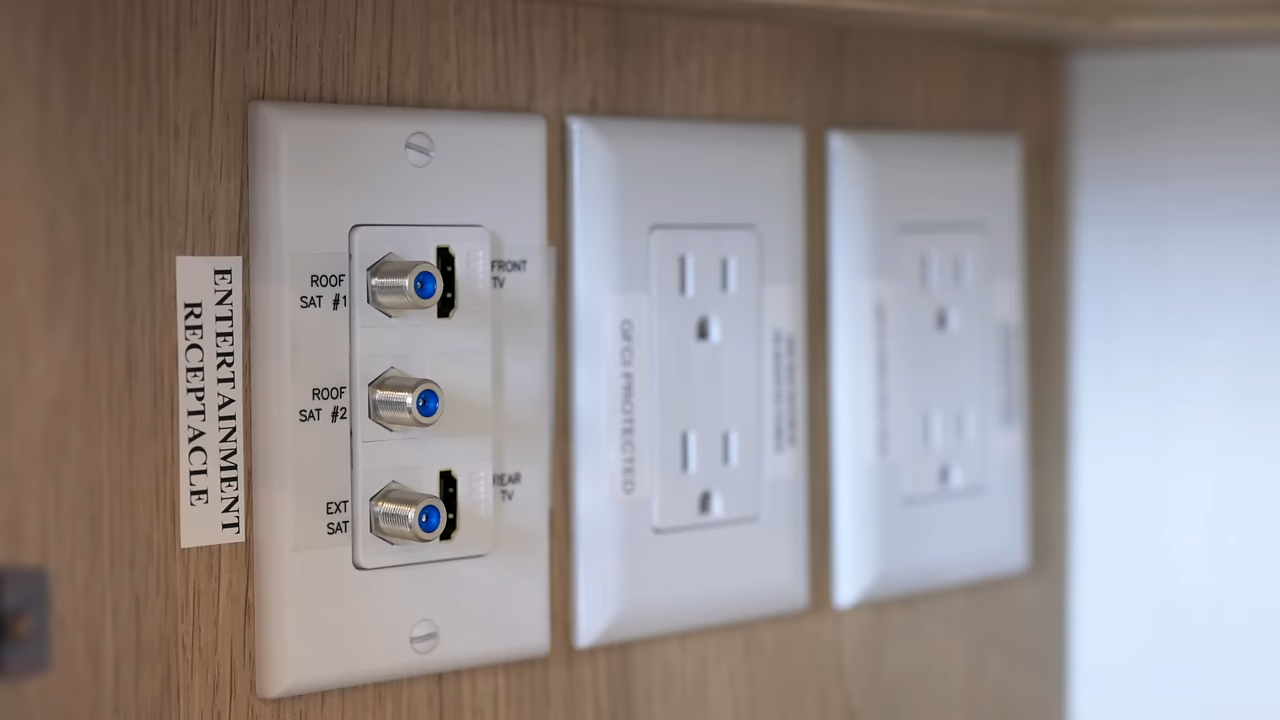 ENTERTAINMENT
RECEPTACLE
ROOF
SAT #1
FRONT
TV
ROOF
SAT #2
EXT
SAT
REAR
TV
GFCI PROTECTED